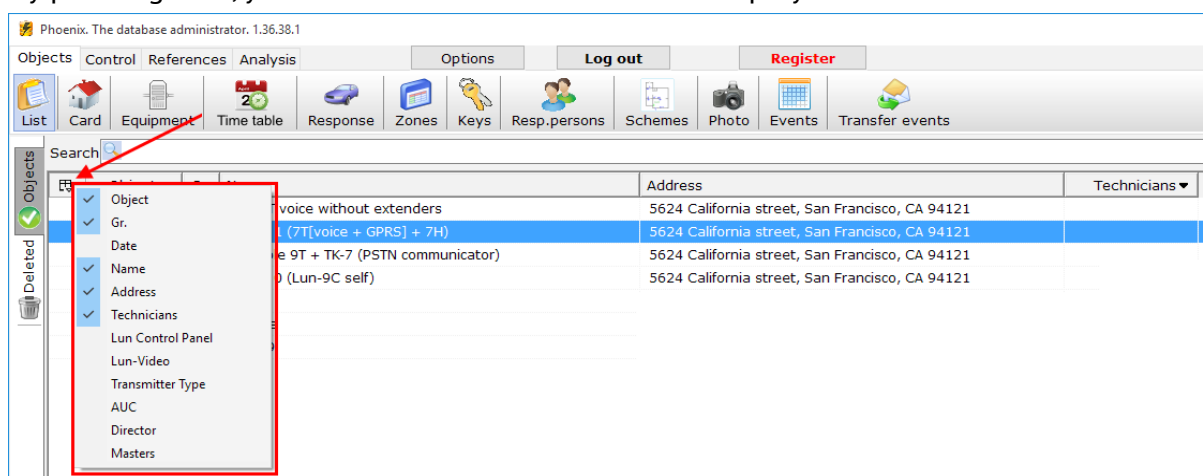 Phoenix. The database administrator. 1.36.38.1
Objects Control References Analysis Options Log out Register
List Card Equipment Time table Response Zones Keys Resp.persons Schemes Photo Events Transfer events
Search
Objects
Deleted
Address Technicians
Object
Gr.
Date
Name
Address
Technicians
Lun Control Panel
Lun-Video
Transmitter Type
AUC
Director
Masters
voice without extenders 5624 California street, San Francisco, CA 94121
(7T[voice + GPRS] + 7H) 5624 California street, San Francisco, CA 94121
9T + TK-7 (PSTN communicator) 5624 California street, San Francisco, CA 94121
(Lun-9C self) 5624 California street, San Francisco, CA 94121